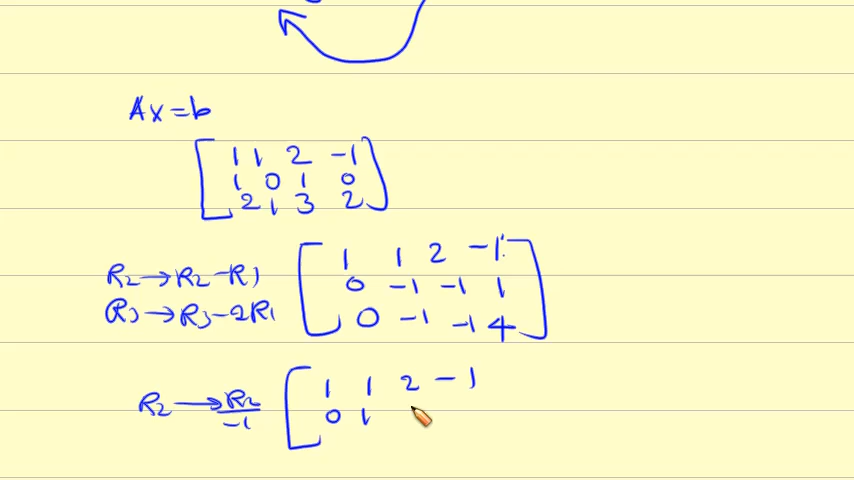 Ax=b
1 1 2 -1
1 0 1 0
2 1 3 2
1 1 2 -1
R2→R2-R1 0 -1 -1 1
R3→R3-2R1 0 -1 -1 4
1 1 2 -1
R2→R2/-1 0 1